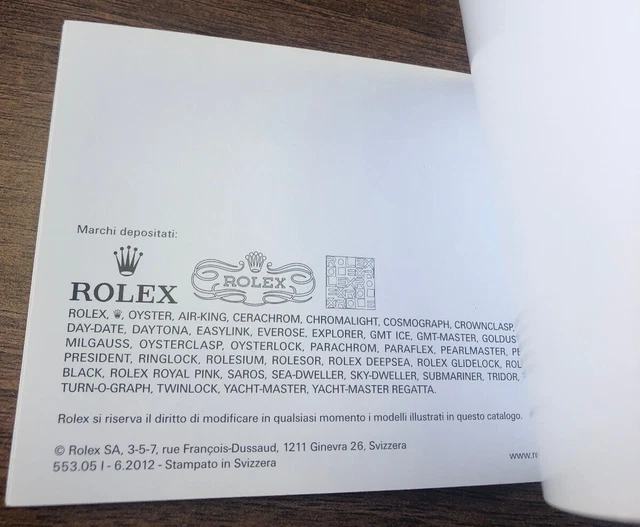 Marchi depositati:
ROLEX
ROLEX
ROLEX, OYSTER, AIR-KING, CERACHROM, CHROMALIGHT, COSMOGRAPH, CROWNCLASP,
DAY-DATE, DAYTONA, EASYLINK, EVEROSE, EXPLORER, GMT ICE, GMT-MASTER, GOLDUST
MILGAUSS, OYSTERCLASP, OYSTERLOCK, PARACHROM, PARAFLEX, PEARLMASTER,
PRESIDENT, RINGLOCK, ROLESIUM, ROLESOR, ROLEX DEEPSEA, ROLEX GLIDELOCK,
BLACK, ROLEX ROYAL PINK, SAROS, SEA-DWELLER, SKY-DWELLER, SUBMARINER, TRIDOR,
TURN-O-GRAPH, TWINLOCK, YACHT-MASTER, YACHT-MASTER REGATTA.
Rolex si riserva il diritto di modificare in qualsiasi momento i modelli illustrati in questo catalogo.
© Rolex SA, 3-5-7, rue François-Dussaud, 1211 Ginevra 26, Svizzera
553.05 I - 6.2012 - Stampato in Svizzera